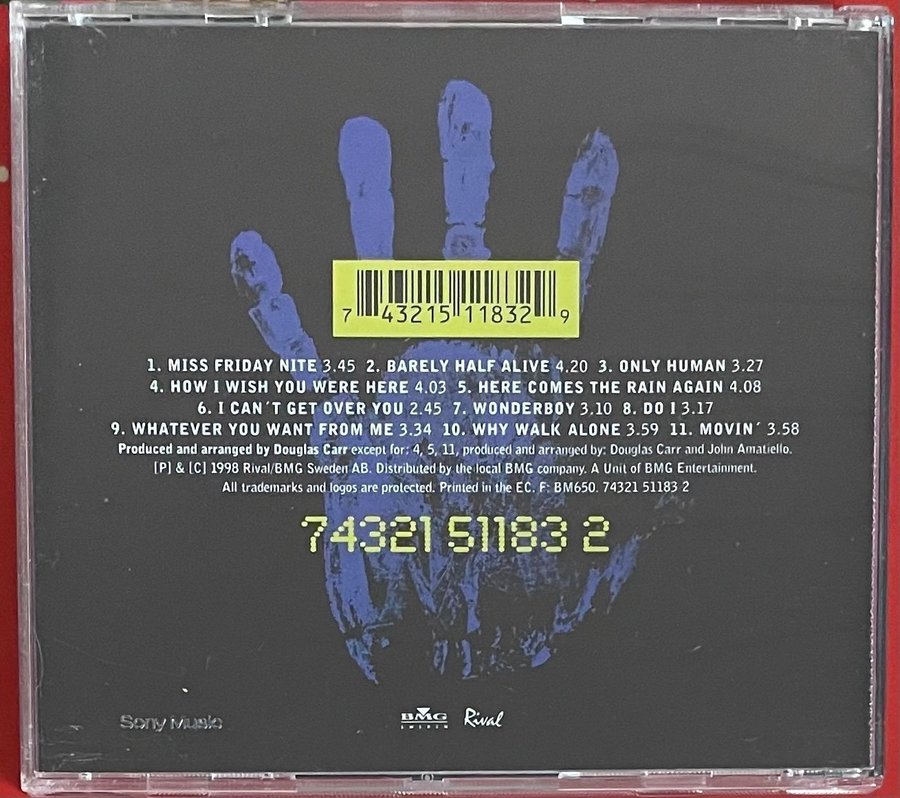 7 43215 11832 9
1. MISS FRIDAY NITE 3.45 2. BARELY HALF ALIVE 4.20 3. ONLY HUMAN 3.27
4. HOW I WISH YOU WERE HERE 4.03 5. HERE COMES THE RAIN AGAIN 4.08
6. I CAN´T GET OVER YOU 2.45 7. WONDERBOY 3.10 8. DO I 3.17
9. WHATEVER YOU WANT FROM ME 3.34 10. WHY WALK ALONE 3.59 11. MOVIN´ 3.58
Produced and arranged by Douglas Carr except for: 4, 5, 11, produced and arranged by: Douglas Carr and John Amatiello.
[P] & [C] 1998 Rival/BMG Sweden AB. Distributed by the local BMG company. A Unit of BMG Entertainment.
All trademarks and logos are protected. Printed in the EC. F: BM650. 74321 51183 2
74321 51183 2
Sony Music BMG Rival
SWEDEN